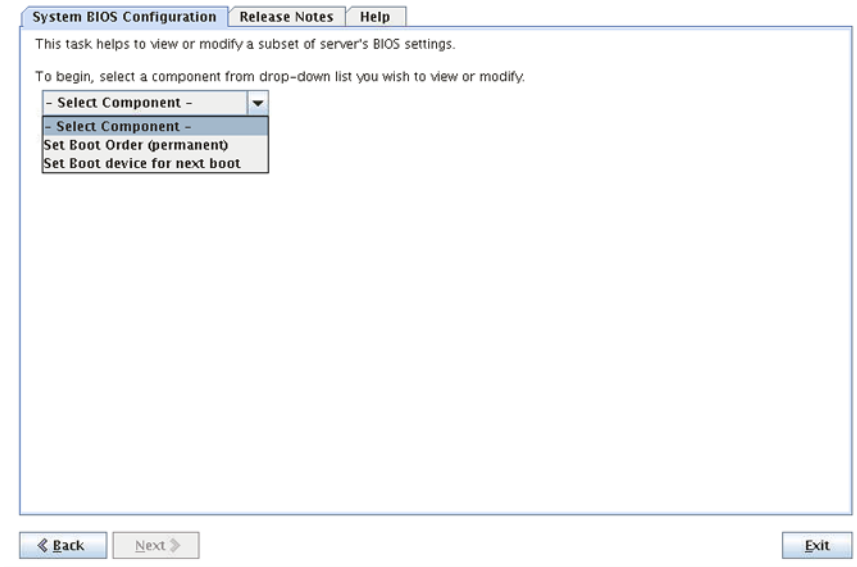 System BIOS Configuration Release Notes Help
This task helps to view or modify a subset of server's BIOS settings.
To begin, select a component from drop-down list you wish to view or modify.
- Select Component -
- Select Component -
Set Boot Order (permanent)
Set Boot device for next boot
Back Next Exit